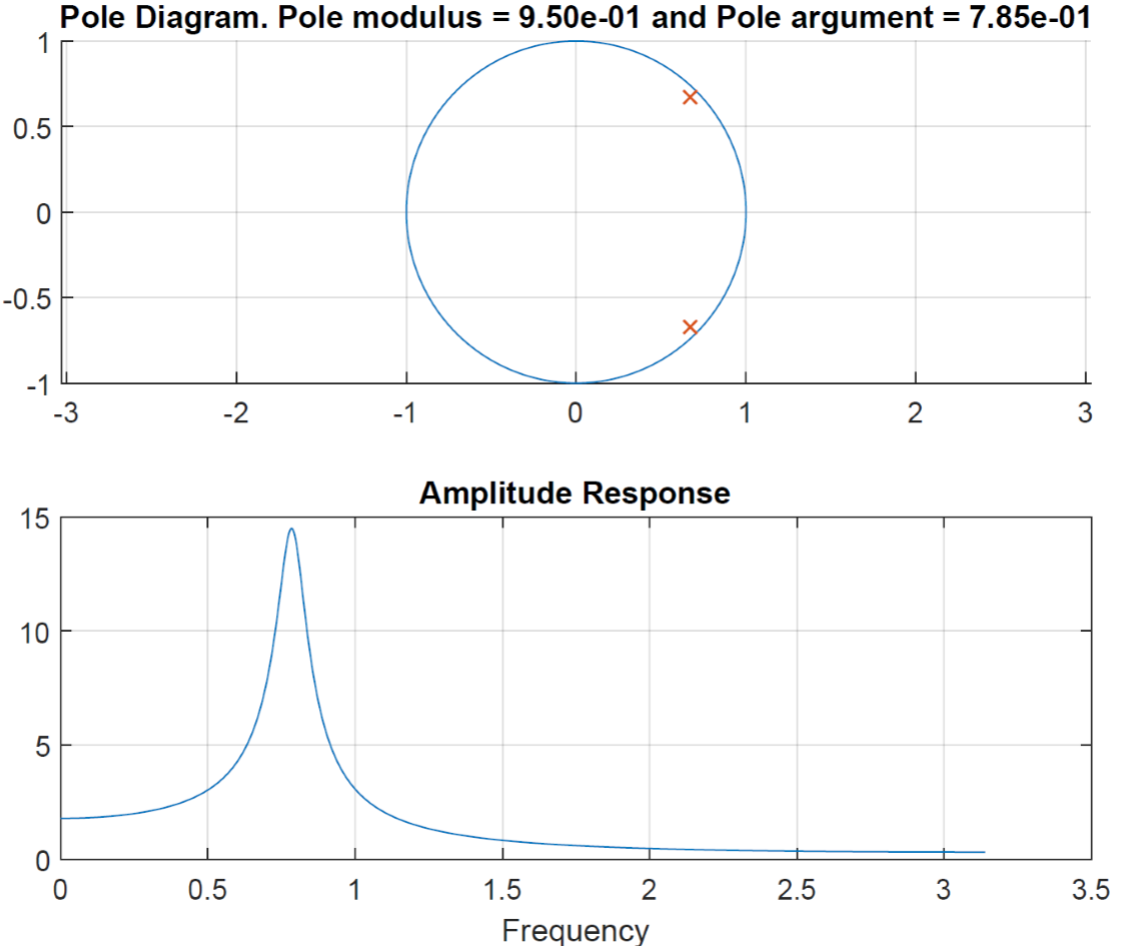 Pole Diagram. Pole modulus = 9.50e-01 and Pole argument = 7.85e-01
1
0.5
0
-0.5
-1
-3 -2 -1 0 1 2 3
Amplitude Response
15
10
5
0
0 0.5 1 1.5 2 2.5 3 3.5
Frequency